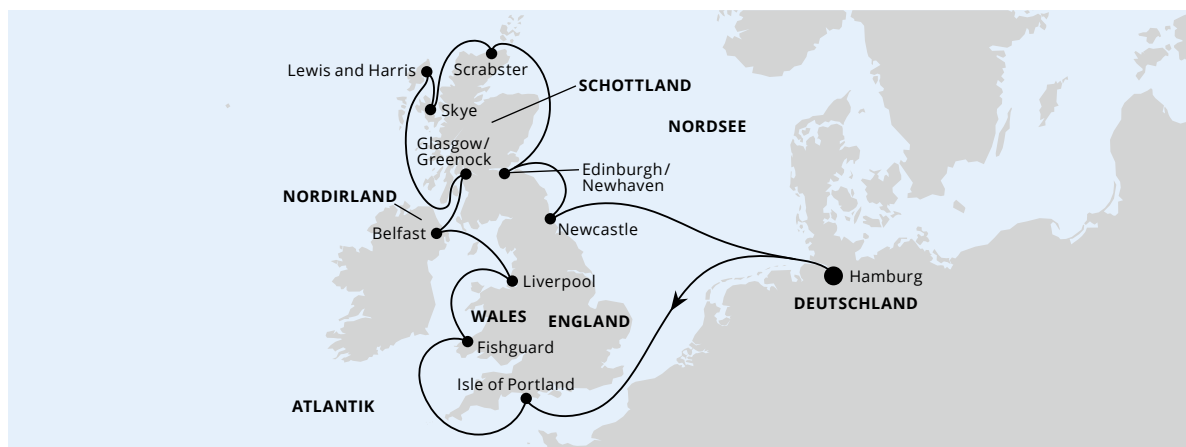 Lewis and Harris
Scrabster
SCHOTTLAND
Skye
NORDSEE
Glasgow/
Greenock
Edinburgh/
Newhaven
NORDIRLAND
Belfast
Newcastle
Liverpool
Hamburg
DEUTSCHLAND
WALES
ENGLAND
Fishguard
Isle of Portland
ATLANTIK